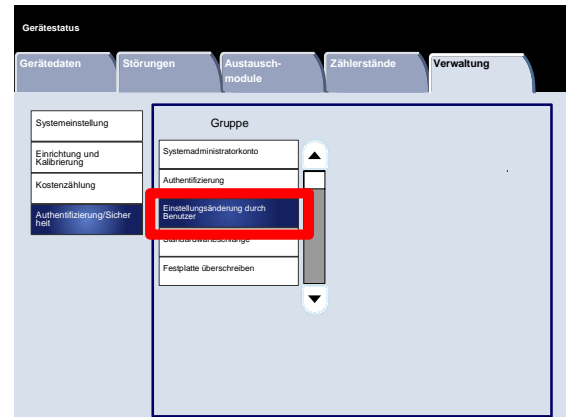 Gerätestatus
Gerätedaten
Störungen
Austausch-
module
Zählerstände
Verwaltung
Systemeinstellung
Einrichtung und
Kalibrierung
Kostenzählung
Authentifizierung/Sicher
heit
Gruppe
Systemadministratorkonto
Authentifizierung
Einstellungsänderung durch
Benutzer
Standardwarteschlange
Festplatte überschreiben